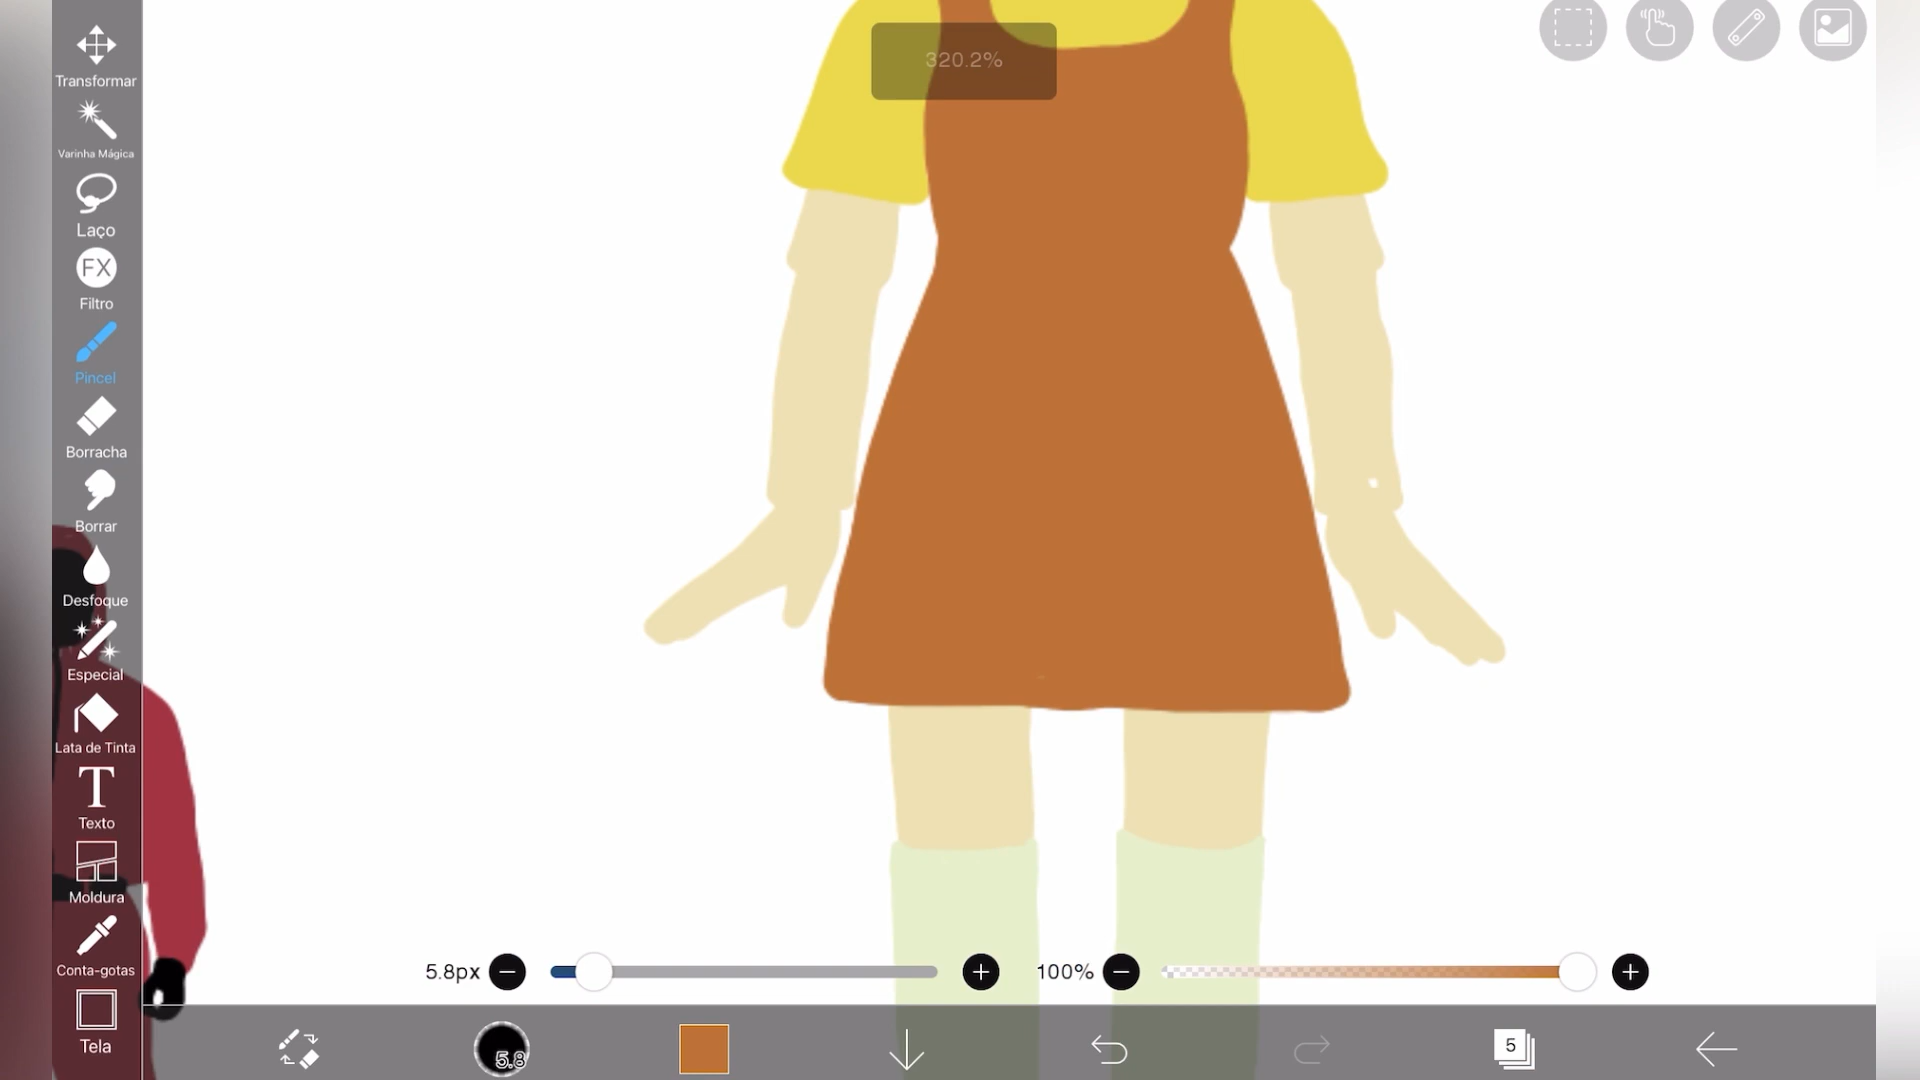 320.2%
Transformar
Varinha Mágica
Laço
FX
Filtro
Pincel
Borracha
Borrar
Desfoque
Especial
Lata de Tinta
T
Texto
Moldura
Conta-gotas
Tela
5.8px
100%
5.8
5